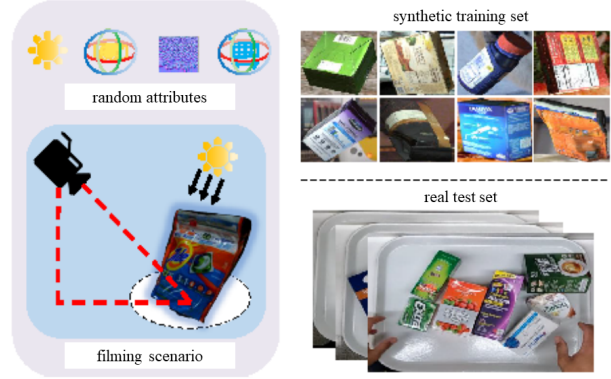 random attributes
filming scenario
synthetic training set
real test set